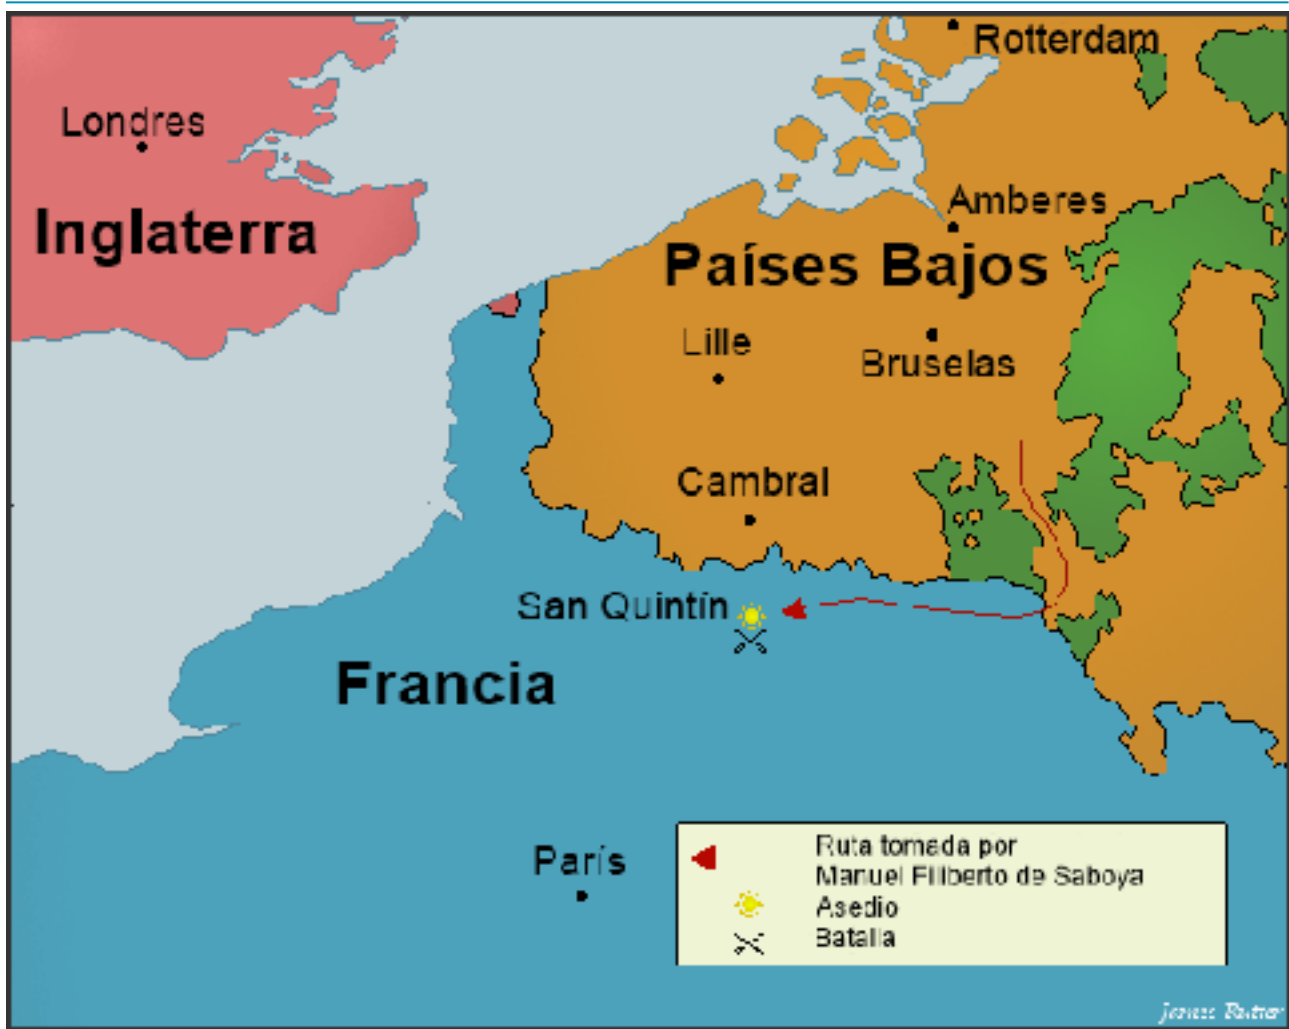 Rotterdam
Londres
Amberes
Inglaterra
Países Bajos
Lille
Bruselas
Cambral
San Quintín
Francia
París
Ruta tomada por
Manuel Filiberto de Saboya
Asedio
Batalla